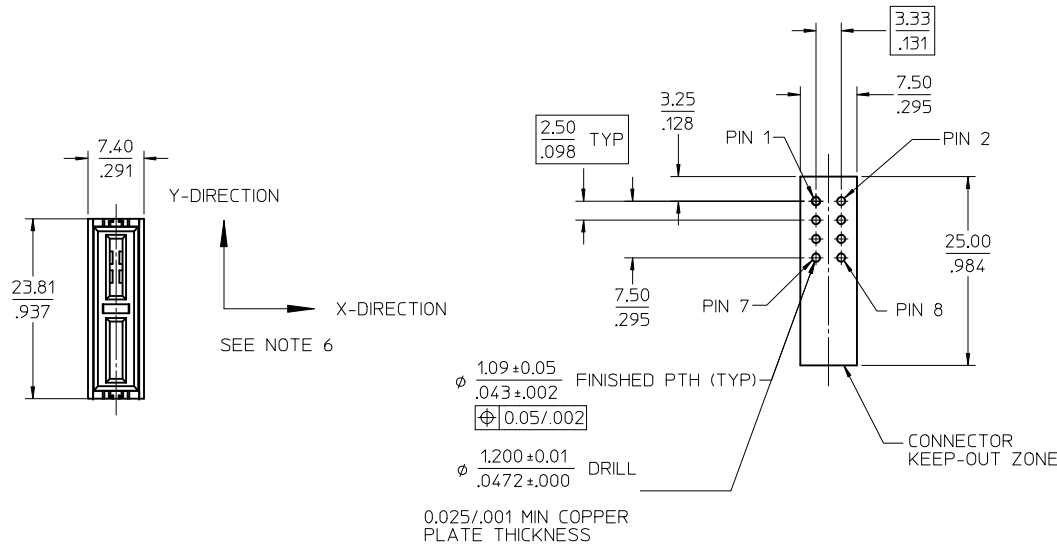 3.33
.131
7.50
.295
3.25
.128
2.50
.098 TYP
PIN 1
PIN 2
7.40
.291
Y-DIRECTION
23.81
.937
X-DIRECTION
SEE NOTE 6
25.00
.984
7.50
.295
PIN 7
PIN 8
⌀ 1.09 ±0.05
.043 ±.002 FINISHED PTH (TYP)
⌖ 0.05/.002
⌀ 1.200 ±0.01
.0472 ±.000 DRILL
CONNECTOR
KEEP-OUT ZONE
0.025/.001 MIN COPPER
PLATE THICKNESS